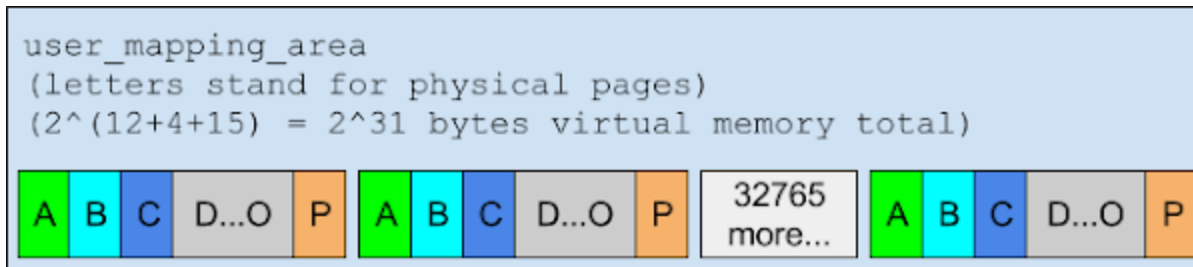 user_mapping_area
(letters stand for physical pages)
(2^(12+4+15) = 2^31 bytes virtual memory total)
A B C D...O P A B C D...O P 32765 more... A B C D...O P